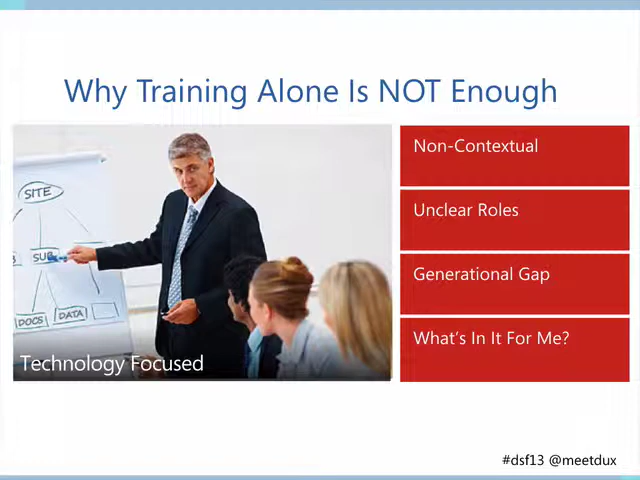 Why Training Alone Is NOT Enough
SITE
SUB
DOCS
DATA
Technology Focused
Non-Contextual
Unclear Roles
Generational Gap
What's In It For Me?
#dsf13 @meetdux